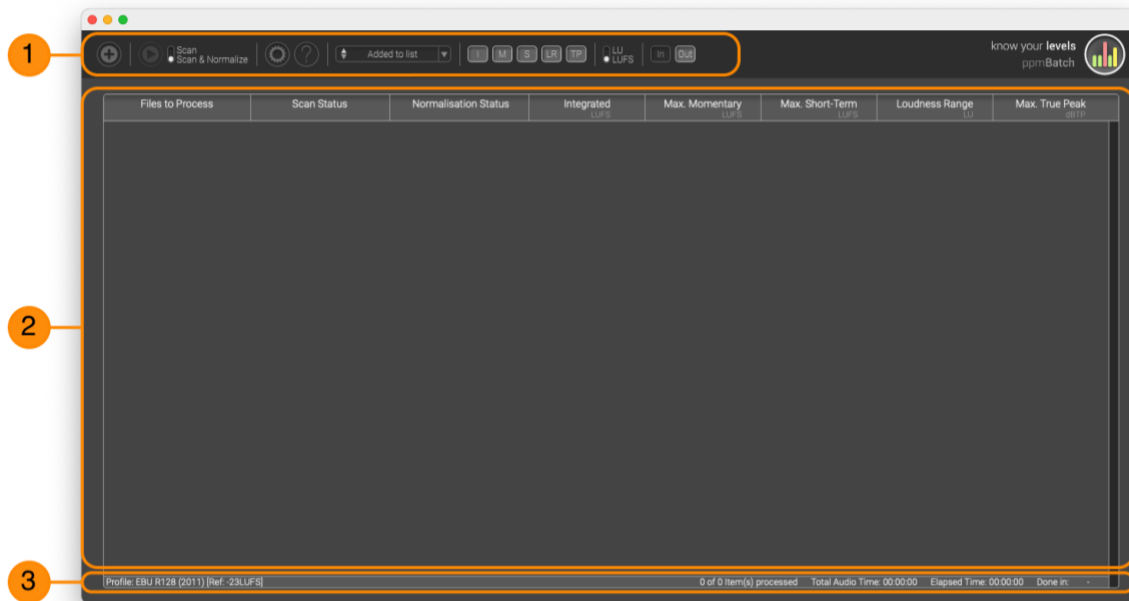 know your levels
ppmBatch
1
Scan
Scan & Normalize
?
Added to list
I M S LR TP
LU
LUFS
In Out
2
Files to Process Scan Status Normalisation Status Integrated Max. Momentary Max. Short-Term Loudness Range Max. True Peak
LUFS LUFS LUFS LU dBTP
3
Profile: EBU R128 (2011) [Ref: -23LUFS] 0 of 0 Item(s) processed Total Audio Time: 00:00:00 Elapsed Time: 00:00:00 Done in: -